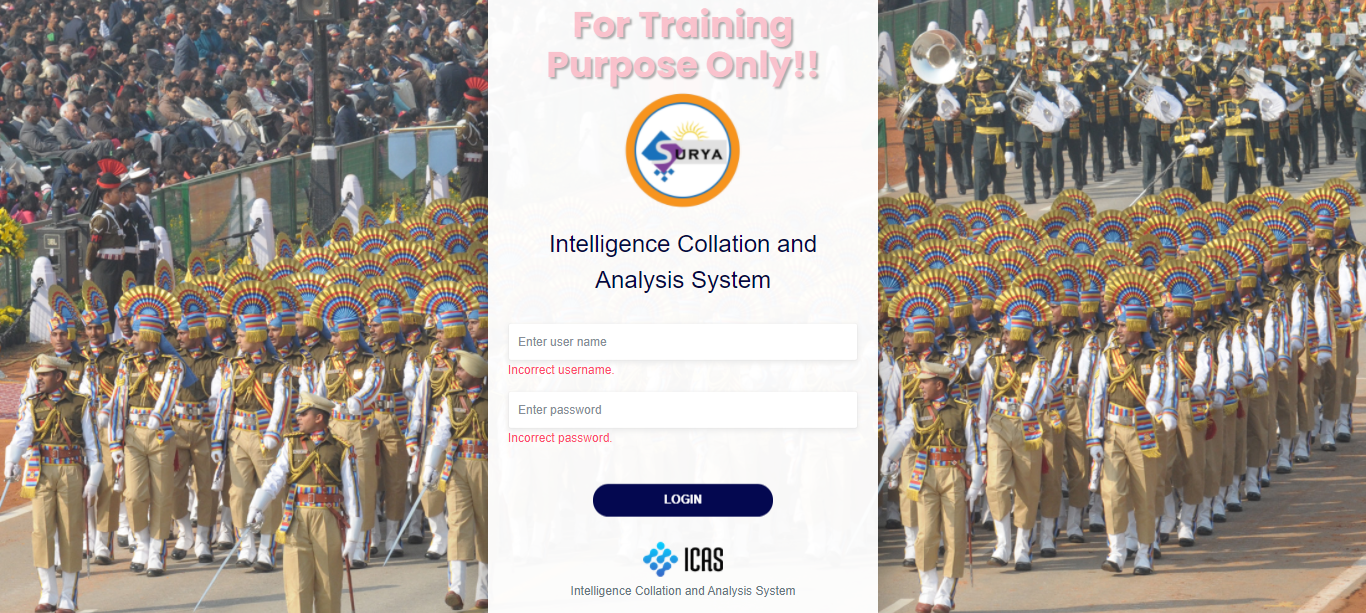 For Training
Purpose Only!!
SURYA
Intelligence Collation and
Analysis System
Enter user name
Incorrect username.
Enter password
Incorrect password.
LOGIN
ICAS
Intelligence Collation and Analysis System